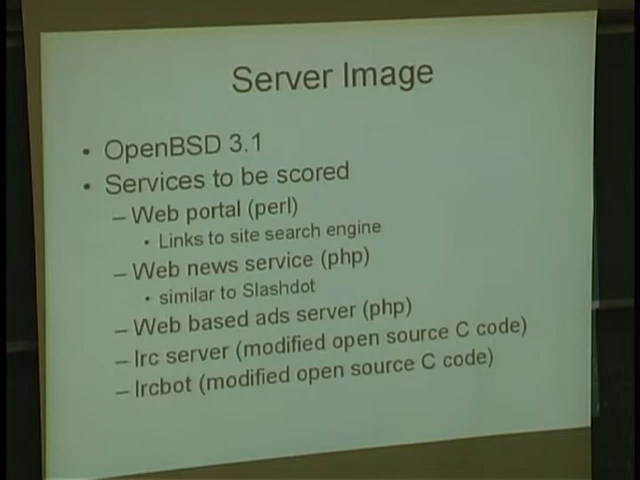 Server Image
• OpenBSD 3.1
• Services to be scored
– Web portal (perl)
• Links to site search engine
– Web news service (php)
• similar to Slashdot
– Web based ads server (php)
– Irc server (modified open source C code)
– Ircbot (modified open source C code)